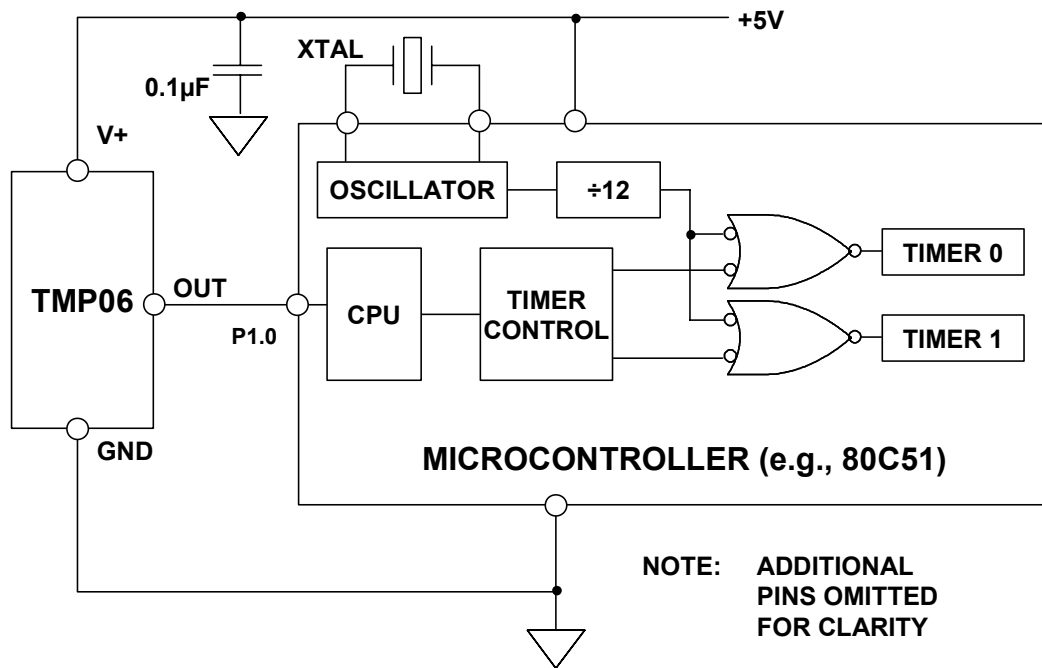 +5V
XTAL
0.1µF
V+
OSCILLATOR
÷12
TMP06
OUT
P1.0
CPU
TIMER
CONTROL
TIMER 0
TIMER 1
GND
MICROCONTROLLER (e.g., 80C51)
NOTE: ADDITIONAL
PINS OMITTED
FOR CLARITY